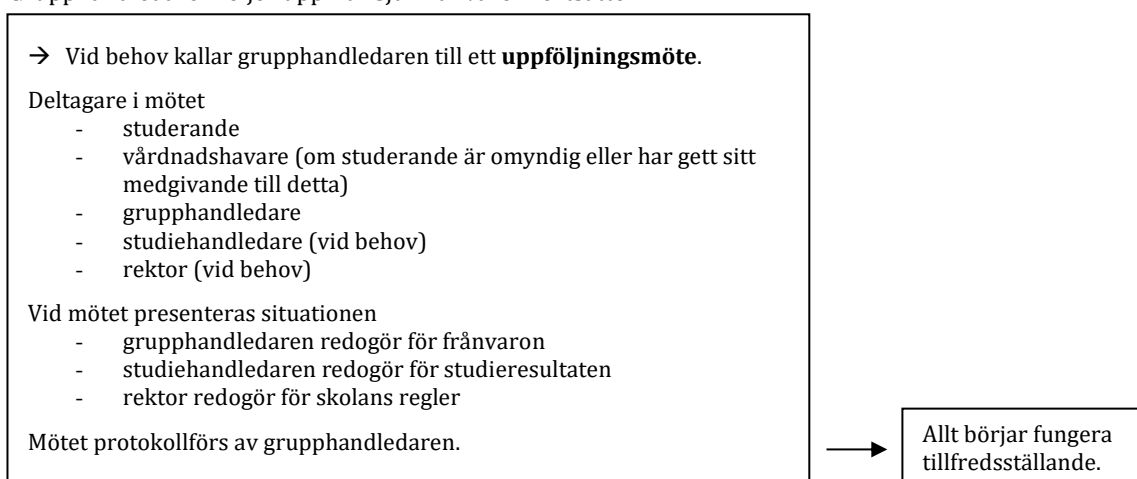 → Vid behov kallar grupphandledaren till ett uppföljningsmöte.
Deltagare i mötet
- studerande
- vårdnadshavare (om studerande är omyndig eller har gett sitt
medgivande till detta)
- grupphandledare
- studiehandledare (vid behov)
- rektor (vid behov)
Vid mötet presenteras situationen
- grupphandledaren redogör för frånvaron
- studiehandledaren redogör för studieresultaten
- rektor redogör för skolans regler
Mötet protokollförs av grupphandledaren.
Allt börjar fungera
tillfredsställande.